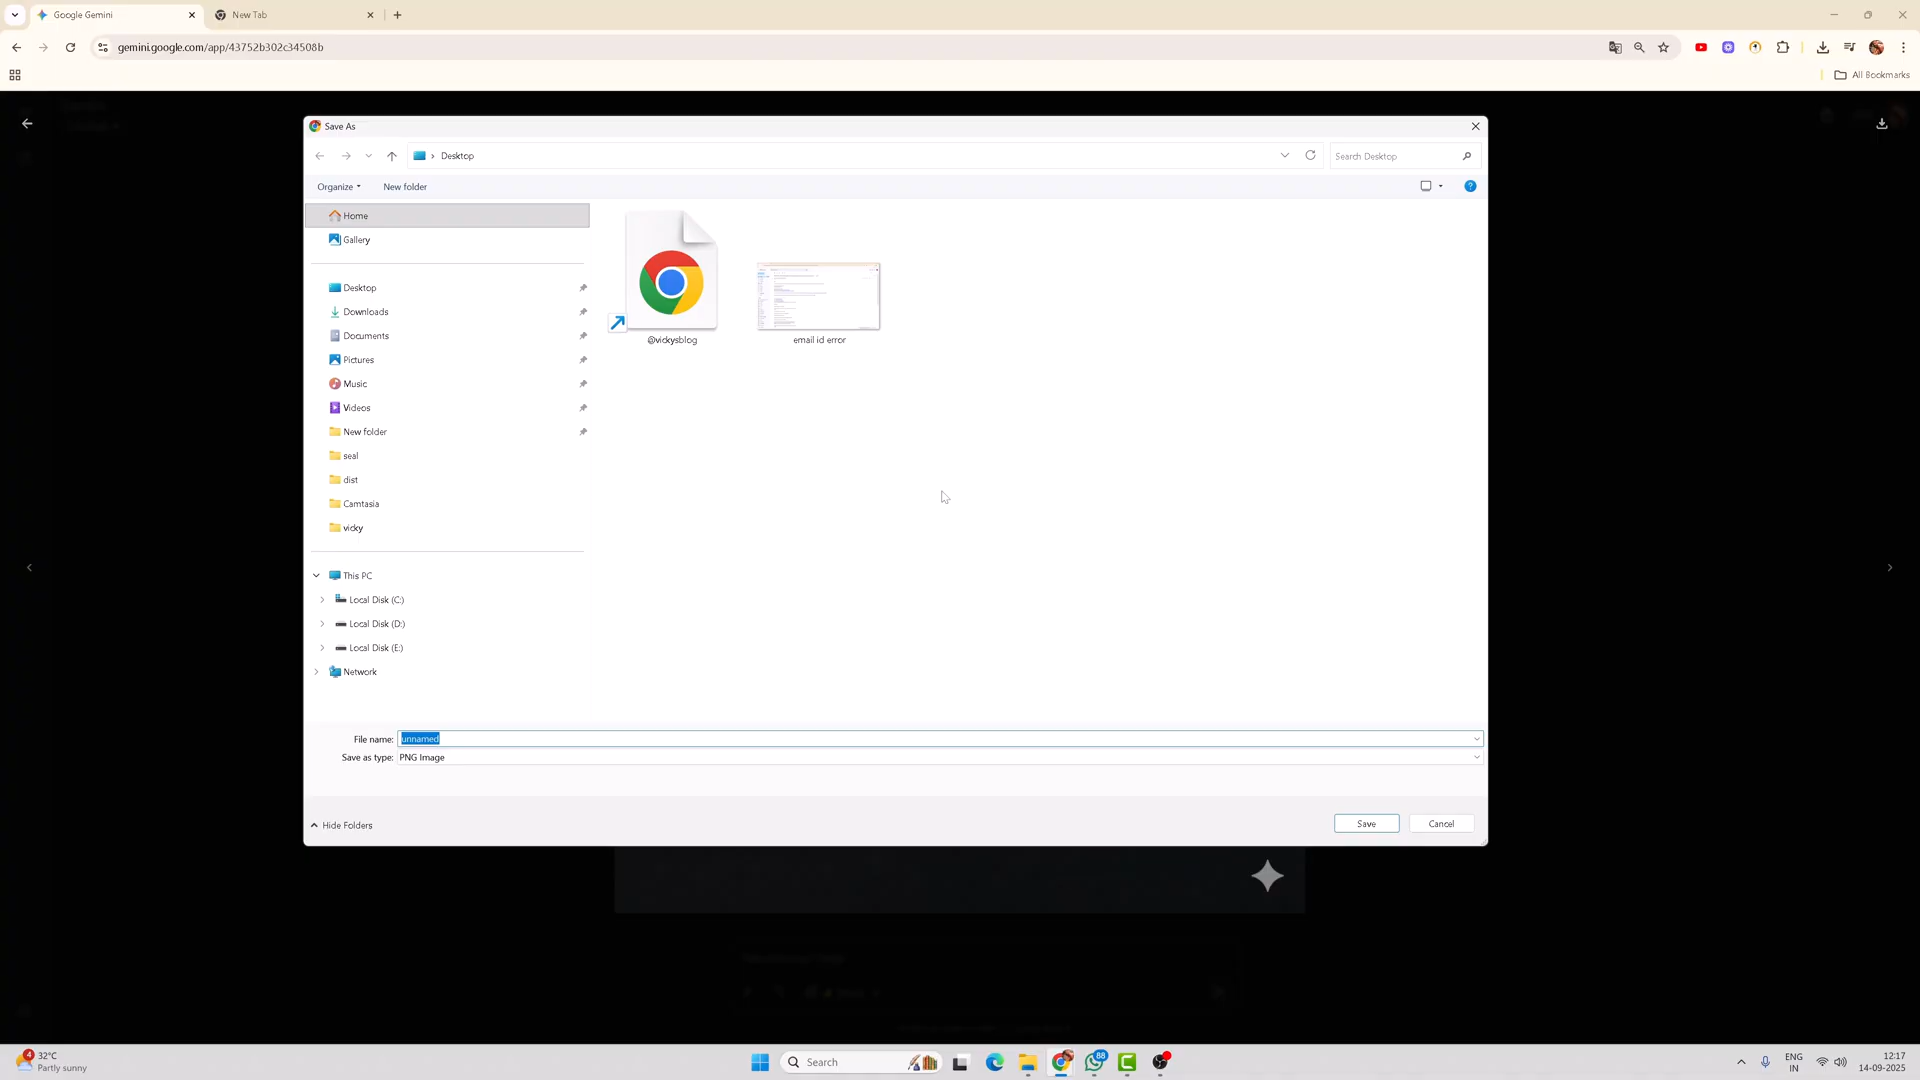 Google Gemini
New Tab
gemini.google.com/app/43752b302c34508b
All Bookmarks
Save As
Desktop
Search Desktop
Organize
New folder
Home
Gallery
Desktop
Downloads
Documents
Pictures
Music
Videos
New folder
seal
dist
Camtasia
vicky
This PC
Local Disk (C:)
Local Disk (D:)
Local Disk (E:)
Network
@vickysblog
email id error
File name: unnamed
Save as type: PNG Image
Hide Folders
Save
Cancel
4
32°C
Partly sunny
Search
88
ENG
IN
12:17
14-09-2025